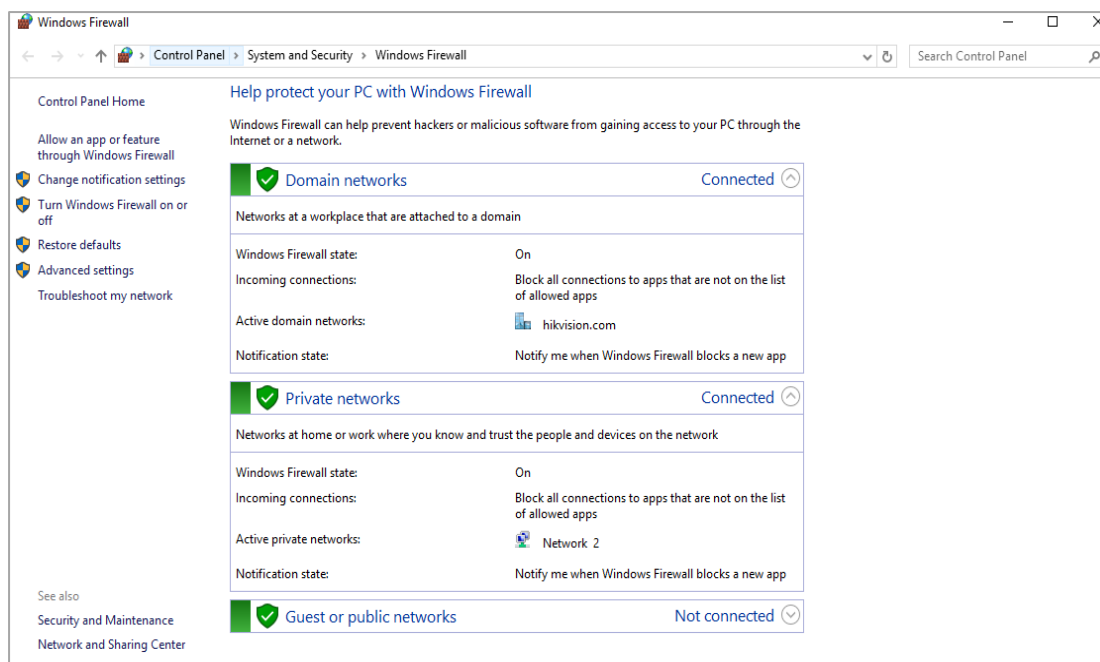 Windows Firewall
Control Panel > System and Security > Windows Firewall
Search Control Panel
Control Panel Home
Allow an app or feature
through Windows Firewall
Change notification settings
Turn Windows Firewall on or
off
Restore defaults
Advanced settings
Troubleshoot my network
See also
Security and Maintenance
Network and Sharing Center
Help protect your PC with Windows Firewall
Windows Firewall can help prevent hackers or malicious software from gaining access to your PC through the
Internet or a network.
Domain networks Connected
Networks at a workplace that are attached to a domain
Windows Firewall state: On
Incoming connections: Block all connections to apps that are not on the list
of allowed apps
Active domain networks: hikvision.com
Notification state: Notify me when Windows Firewall blocks a new app
Private networks Connected
Networks at home or work where you know and trust the people and devices on the network
Windows Firewall state: On
Incoming connections: Block all connections to apps that are not on the list
of allowed apps
Active private networks: Network 2
Notification state: Notify me when Windows Firewall blocks a new app
Guest or public networks Not connected